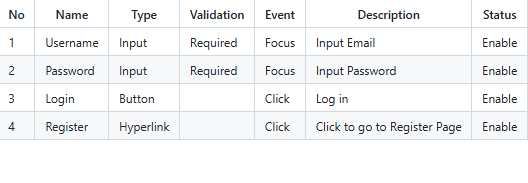 No Name Type Validation Event Description Status
1 Username Input Required Focus Input Email Enable
2 Password Input Required Focus Input Password Enable
3 Login Button Click Log in Enable
4 Register Hyperlink Click Click to go to Register Page Enable